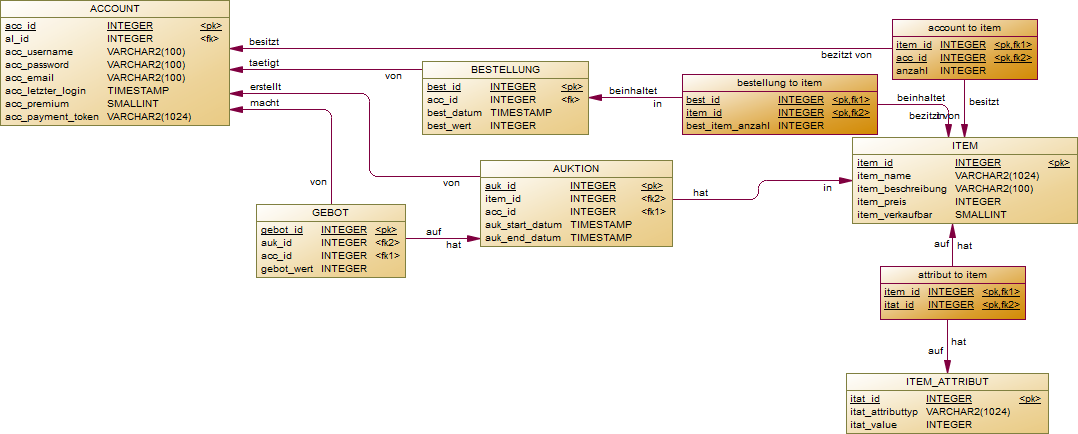 ACCOUNT
acc_id INTEGER <pk>
al_id INTEGER <fk>
acc_username VARCHAR2(100)
acc_password VARCHAR2(100)
acc_email VARCHAR2(100)
acc_letzter_login TIMESTAMP
acc_premium SMALLINT
acc_payment_token VARCHAR2(1024)
besitzt
bezitzt von
taetigt
von
erstellt
von
macht
von
account to item
item_id INTEGER <pk,fk1>
acc_id INTEGER <pk,fk2>
anzahl INTEGER
BESTELLUNG
best_id INTEGER <pk>
acc_id INTEGER <fk>
best_datum TIMESTAMP
best_wert INTEGER
beinhaltet
in
bestellung to item
best_id INTEGER <pk,fk1>
item_id INTEGER <pk,fk2>
best_item_anzahl INTEGER
beinhaltet
in
besitzt
bezitzt von
ITEM
item_id INTEGER <pk>
item_name VARCHAR2(1024)
item_beschreibung VARCHAR2(100)
item_preis INTEGER
item_verkaufbar SMALLINT
AUKTION
auk_id INTEGER <pk>
item_id INTEGER <fk2>
acc_id INTEGER <fk1>
auk_start_datum TIMESTAMP
auk_end_datum TIMESTAMP
hat
in
GEBOT
gebot_id INTEGER <pk>
auk_id INTEGER <fk2>
acc_id INTEGER <fk1>
gebot_wert INTEGER
auf
hat
auf
hat
attribut to item
item_id INTEGER <pk,fk1>
itat_id INTEGER <pk,fk2>
hat
auf
ITEM_ATTRIBUT
itat_id INTEGER <pk>
itat_attributtyp VARCHAR2(1024)
itat_value INTEGER